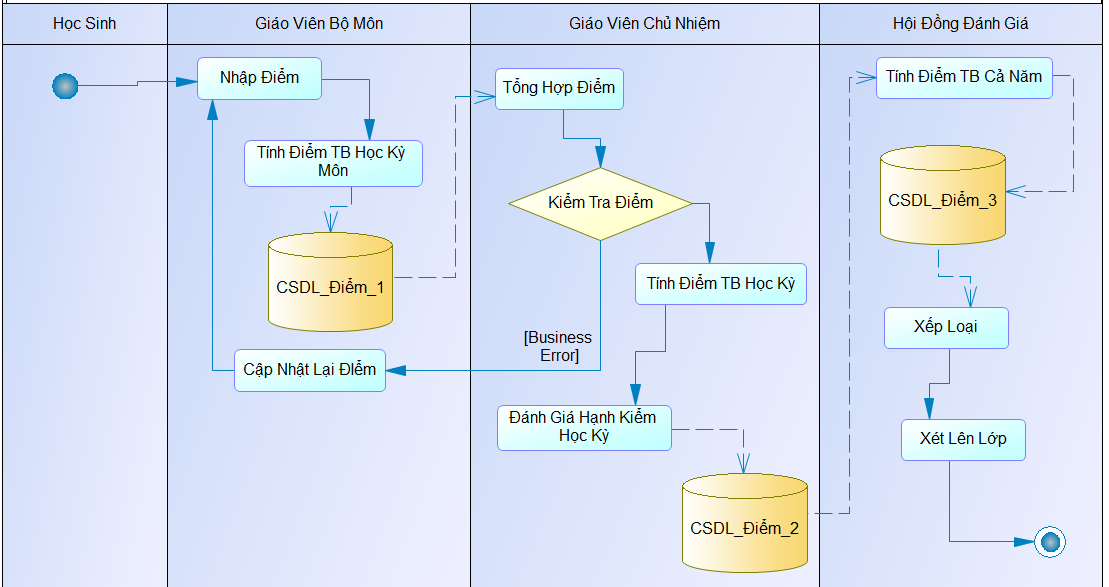 Học Sinh
Giáo Viên Bộ Môn
Giáo Viên Chủ Nhiệm
Hội Đồng Đánh Giá
Nhập Điểm
Tính Điểm TB Học Kỳ
Môn
CSDL_Điểm_1
Cập Nhật Lại ĐIểm
Tổng Hợp Điểm
Kiểm Tra Điểm
Tính Điểm TB Học Kỳ
[Business
Error]
Đánh Giá Hạnh Kiểm
Học Kỳ
CSDL_Điểm_2
Tính Điểm TB Cả Năm
CSDL_Điểm_3
Xếp Loại
Xét Lên Lớp